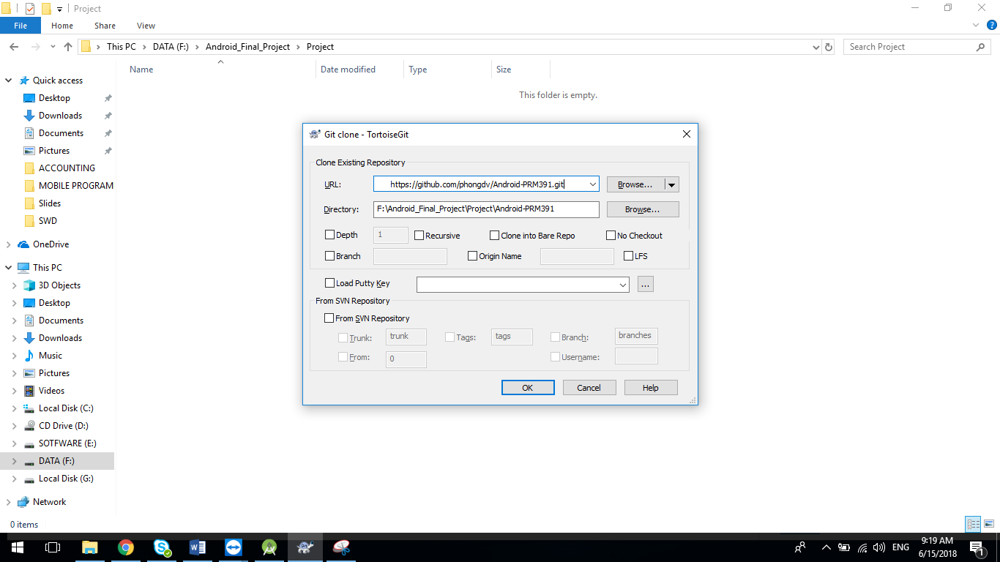 Project
File Home Share View
This PC DATA (F:) Android_Final_Project Project
Search Project
Name Date modified Type Size
This folder is empty.
Quick access
Desktop
Downloads
Documents
Pictures
ACCOUNTING
MOBILE PROGRAM
Slides
SWD
OneDrive
This PC
3D Objects
Desktop
Documents
Downloads
Music
Pictures
Videos
Local Disk (C:)
CD Drive (D:)
SOTFWARE (E:)
DATA (F:)
Local Disk (G:)
Network
0 items
Git clone - TortoiseGit
Clone Existing Repository
URL: https://github.com/phongdv/Android-PRM391.git Browse...
Directory: F:\Android_Final_Project\Project\Android-PRM391 Browse...
Depth 1 Recursive Clone into Bare Repo No Checkout
Branch Origin Name LFS
Load Putty Key ...
From SVN Repository
From SVN Repository
Trunk: trunk Tags: tags Branch: branches
From: 0 Username:
OK Cancel Help
ENG
9:19 AM
6/15/2018
1